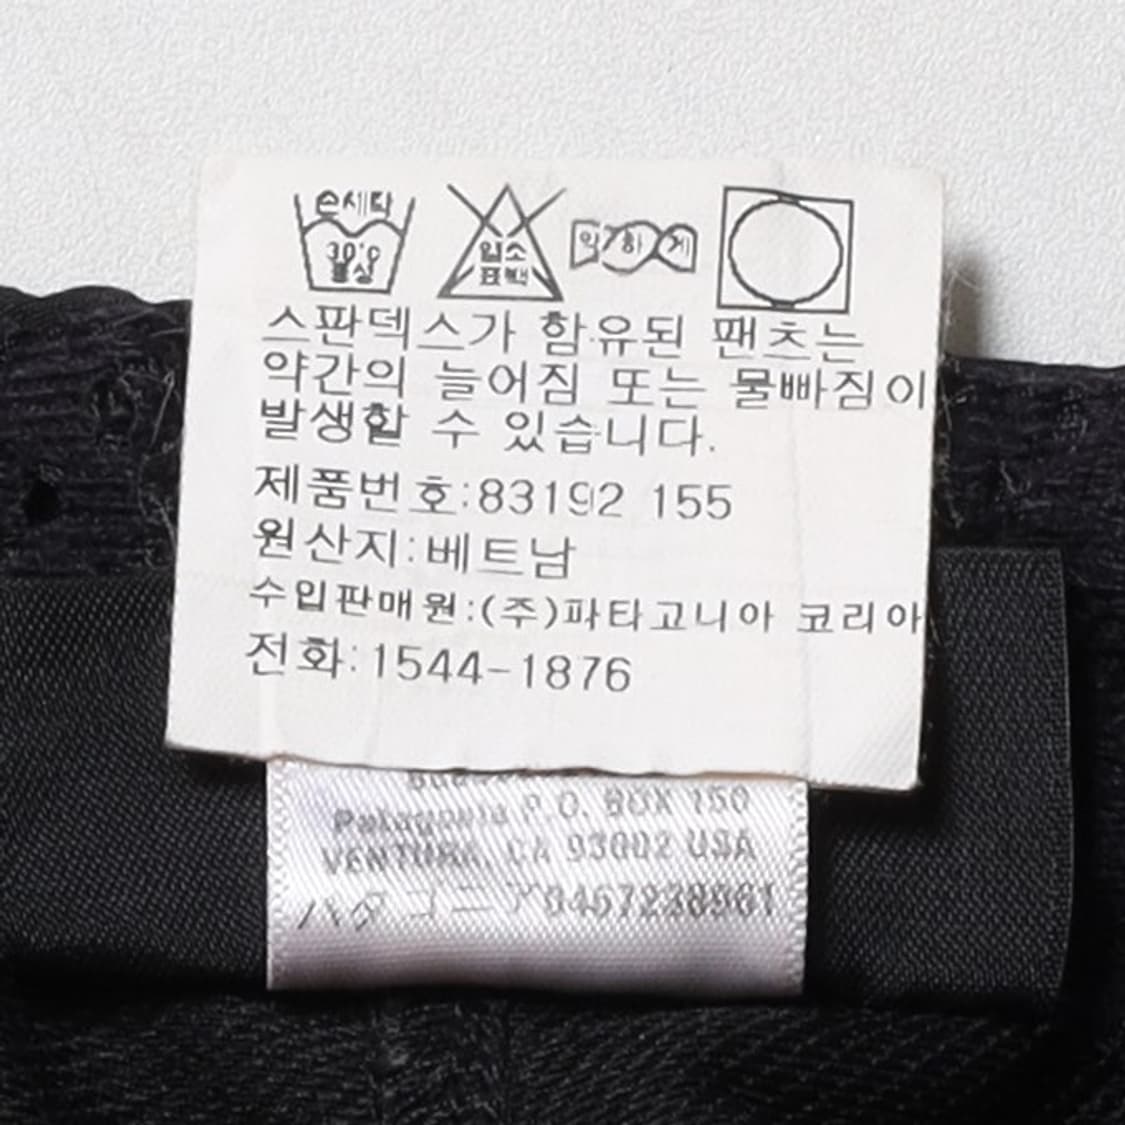 손세탁
30°c
중성
염소
표백
약하게
스판덱스가 함유된 팬츠는
약간의 늘어짐 또는 물빠짐이
발생할 수 있습니다.
제품번호:83192 155
원산지:베트남
수입판매원:(주)파타고니아 코리아
전화:1544-1876
Patagonia P.O. BOX 150
VENTURA, CA 93002 USA
パタゴニア